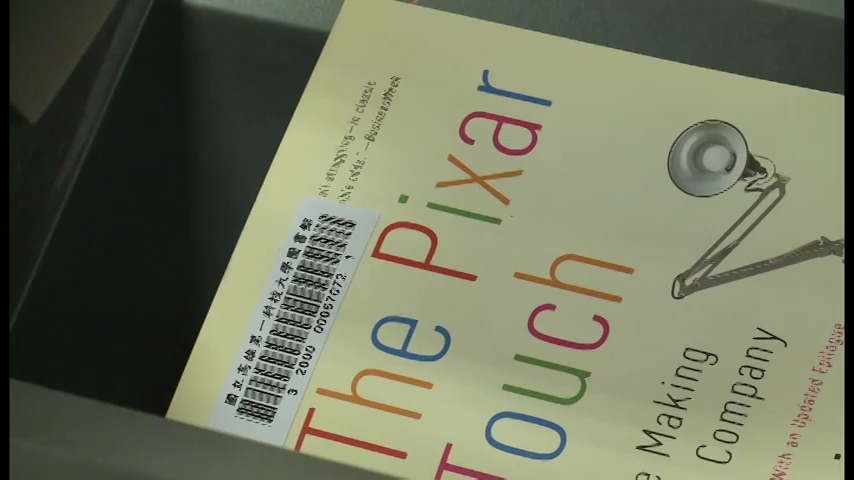 BusinessWeek
國立高雄第一科技大學圖書館
3 2000 00057072 1
The Pixar
Touch
Making
Company
With an Updated Epilogue